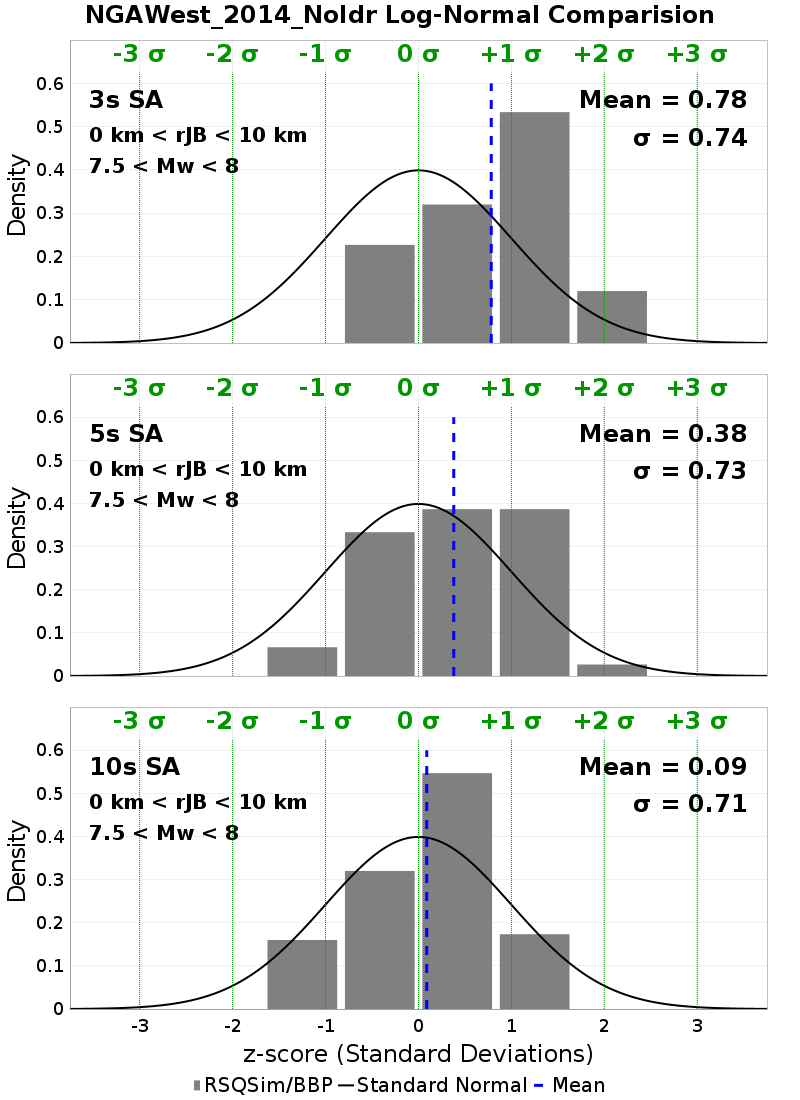 NGAWest_2014_NoIdr Log-Normal Comparision
-3 σ -2 σ -1 σ 0 σ +1 σ +2 σ +3 σ
3s SA
0 km < rJB < 10 km
7.5 < Mw < 8
Mean = 0.78
σ = 0.74
Density
0.6
0.5
0.4
0.3
0.2
0.1
0
-3 σ -2 σ -1 σ 0 σ +1 σ +2 σ +3 σ
5s SA
0 km < rJB < 10 km
7.5 < Mw < 8
Mean = 0.38
σ = 0.73
Density
0.6
0.5
0.4
0.3
0.2
0.1
0
-3 σ -2 σ -1 σ 0 σ +1 σ +2 σ +3 σ
10s SA
0 km < rJB < 10 km
7.5 < Mw < 8
Mean = 0.09
σ = 0.71
Density
0.6
0.5
0.4
0.3
0.2
0.1
0
-3 -2 -1 0 1 2 3
z-score (Standard Deviations)
RSQSim/BBP Standard Normal Mean